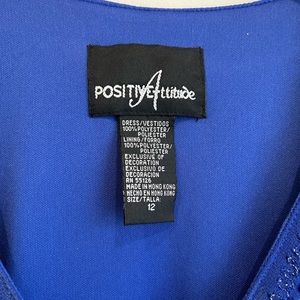 POSITIVE Attitude
DRESS/VESTIDOS
100%POLYESTER/
POLIESTER
LINING/FORRO
100%POLYESTER/
POLIESTER
EXCLUSIVE OF
DECORATION
EXCLUSIVO DE
DECORACION
RN 55126
MADE IN HONG KONG
HECHO EN HONG KONG
SIZE/TALLA:
12